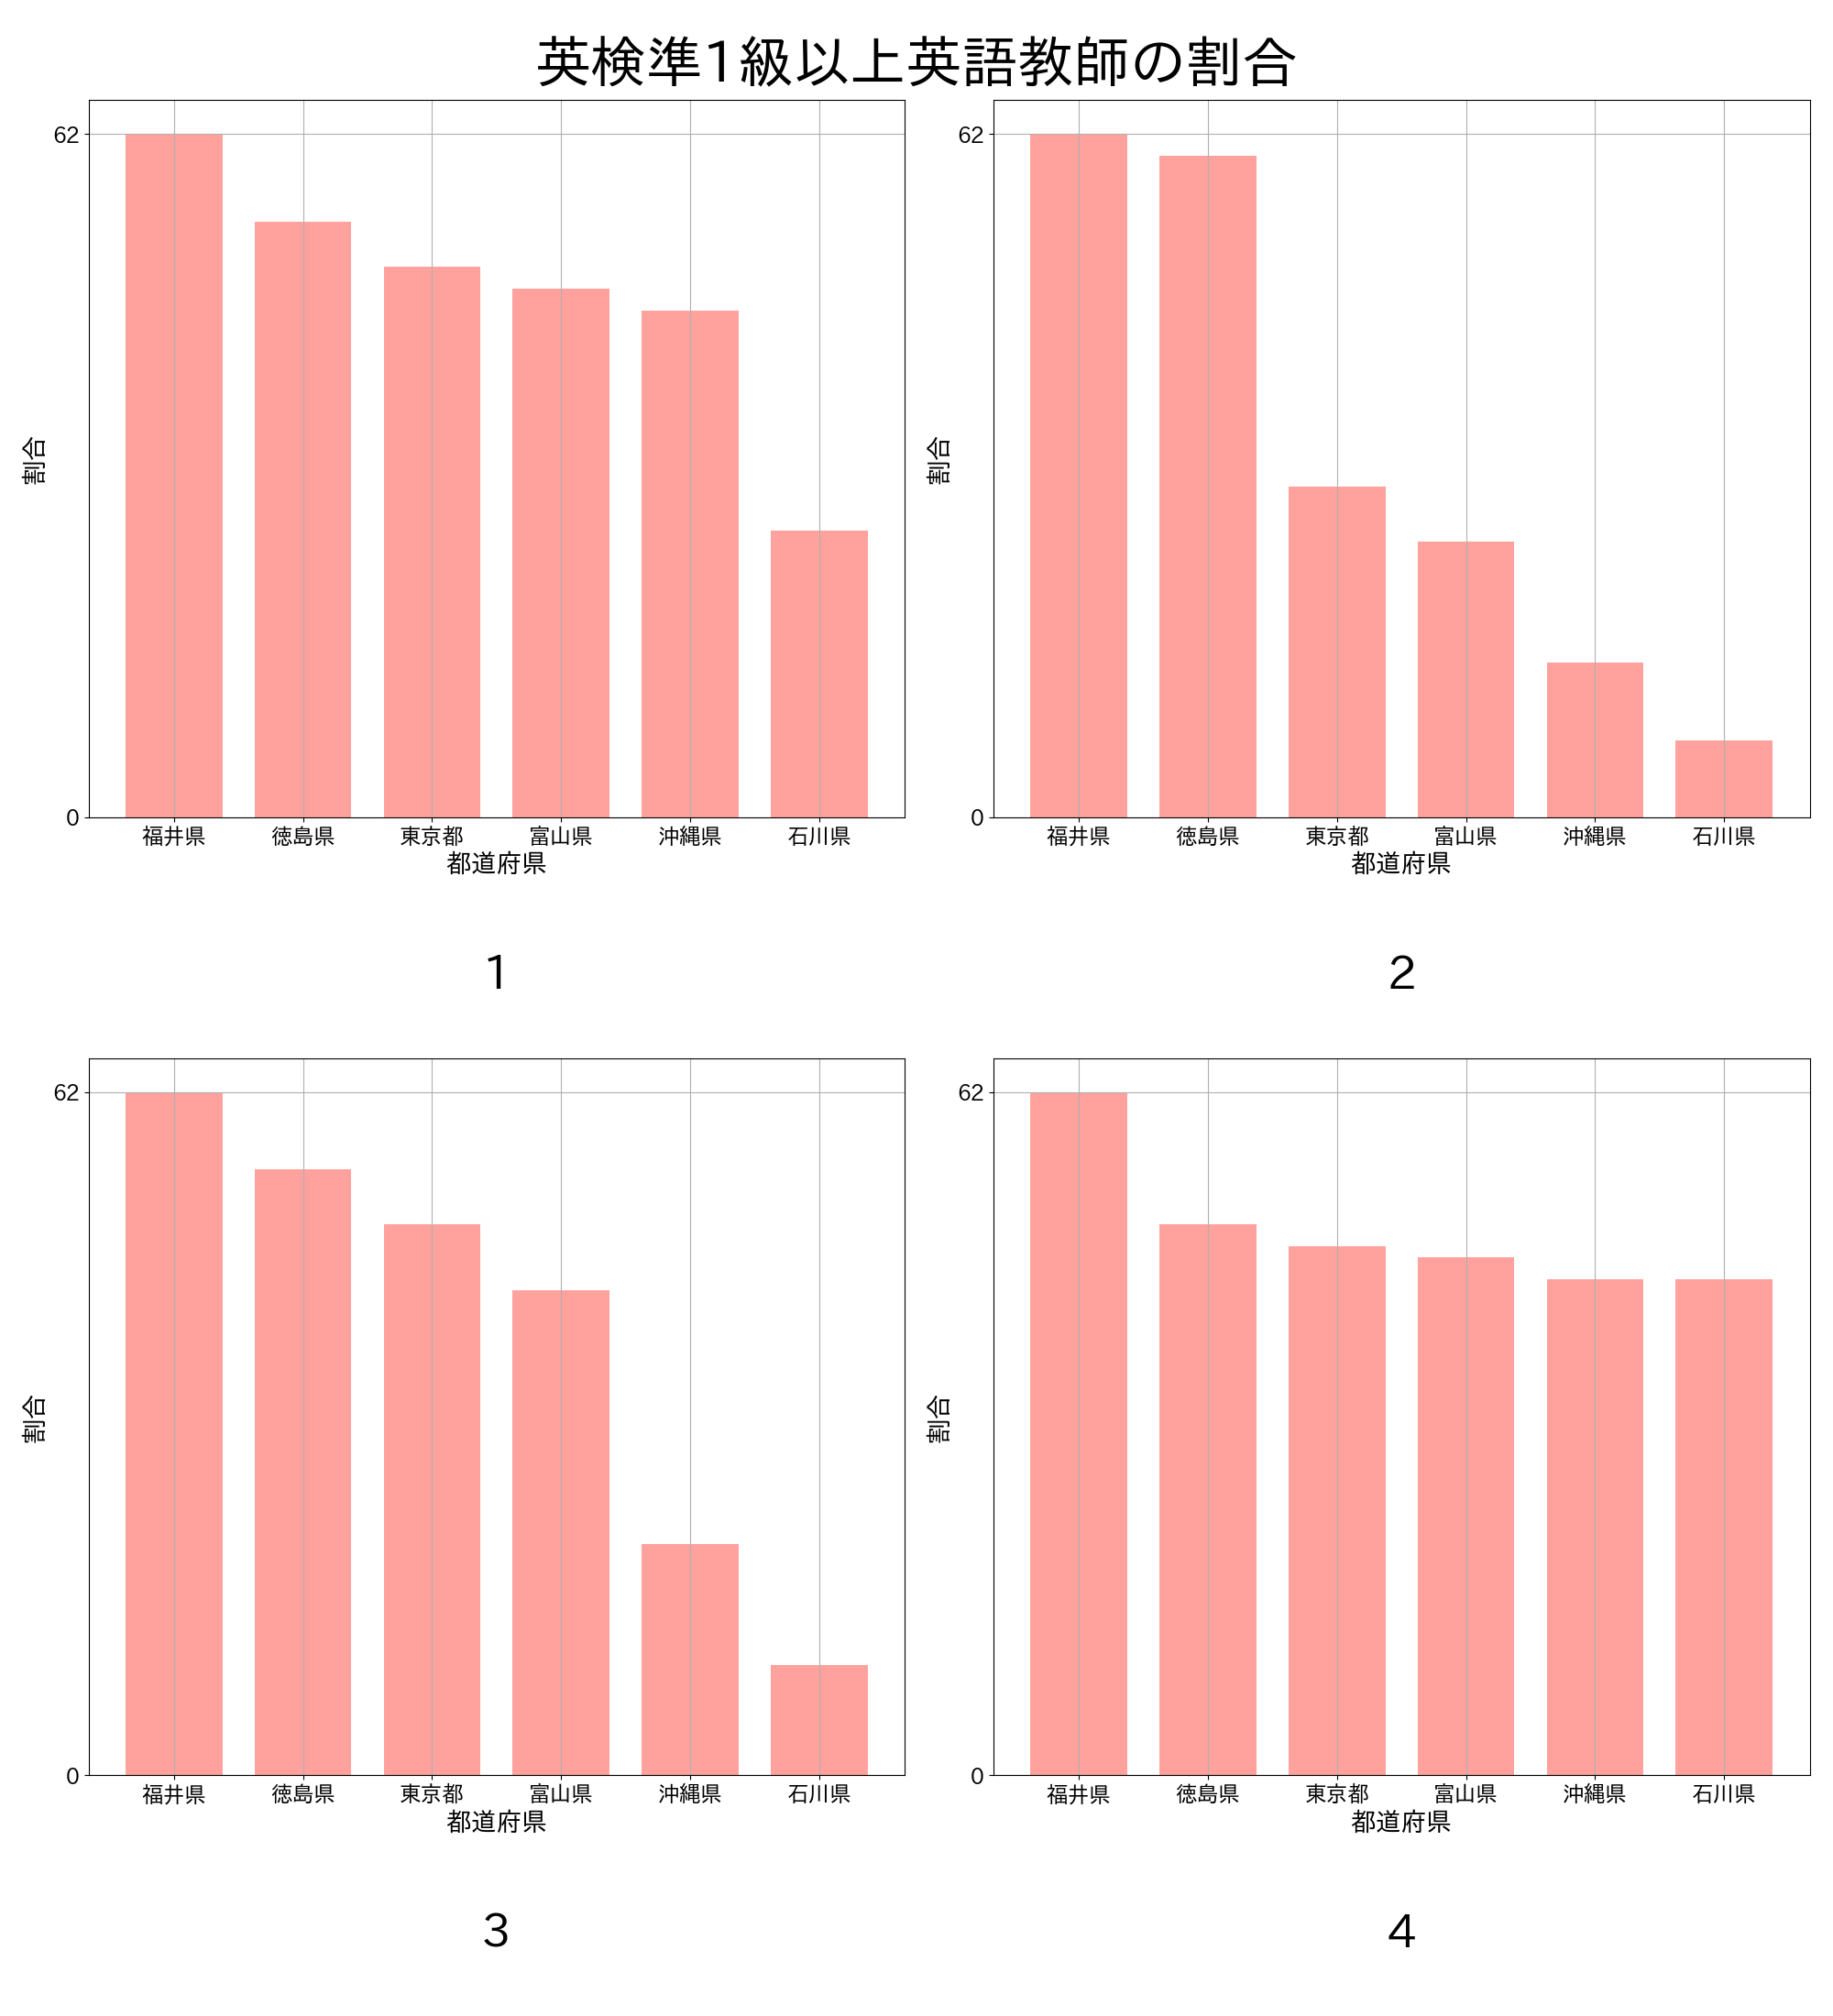 英検準1級以上英語教師の割合
62
0
割合
福井県 徳島県 東京都 富山県 沖縄県 石川県
都道府県
1
62
0
割合
福井県 徳島県 東京都 富山県 沖縄県 石川県
都道府県
2
62
0
割合
福井県 徳島県 東京都 富山県 沖縄県 石川県
都道府県
3
62
0
割合
福井県 徳島県 東京都 富山県 沖縄県 石川県
都道府県
4